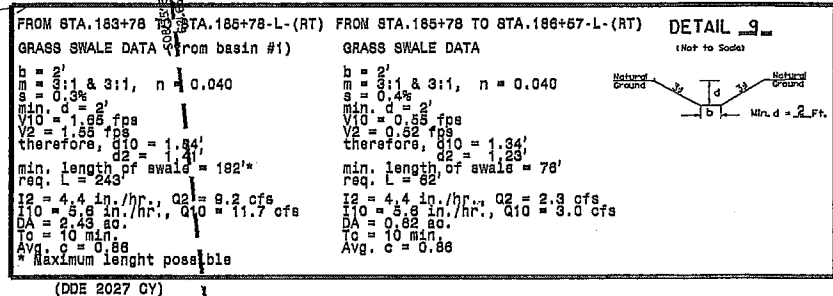 FROM STA.183+78 STA.185+78-L-(RT)
GRASS SWALE DATA from basin #1)
b = 2'
m = 3:1 & 3:1, n = 0.040
s = 0.3%
min. d = 2'
V10 = 1.65 fps
V2 = 1.55 fps
therefore, d10 = 1.54'
d2 = 1.41'
min. length of swale = 192'*
req. L = 243'
I2 = 4.4 in./hr., Q2 = 9.2 cfs
I10 = 5.6 in./hr., Q10 = 11.7 cfs
DA = 2.43 ac.
Tc = 10 min.
Avg. c = 0.86
* Maximum lenght possible
(DDE 2027 CY)
FROM STA.185+78 TO STA.186+57-L-(RT)
GRASS SWALE DATA
b = 2'
m = 3:1 & 3:1, n = 0.040
s = 0.4%
min. d = 2'
V10 = 0.55 fps
V2 = 0.52 fps
therefore, d10 = 1.34'
d2 = 1.23'
min. length of swale = 76'
req. L = 62'
I2 = 4.4 in./hr., Q2 = 2.3 cfs
I10 = 5.6 in./hr., Q10 = 3.0 cfs
DA = 0.62 ac.
Tc = 10 min.
Avg. c = 0.86
DETAIL 9
(Not to Scale)
Natural Ground
3:1
d
3:1
Natural Ground
b
Min. d = 2 Ft.